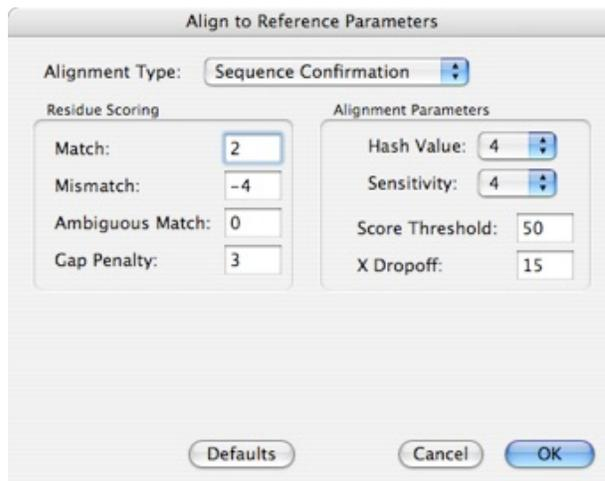 Align to Reference Parameters
Alignment Type: Sequence Confirmation
Residue Scoring
Match: 2
Mismatch: -4
Ambiguous Match: 0
Gap Penalty: 3
Alignment Parameters
Hash Value: 4
Sensitivity: 4
Score Threshold: 50
X Dropoff: 15
Defaults Cancel OK